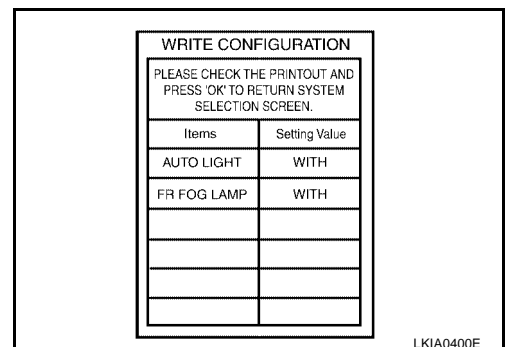 WRITE CONFIGURATION
PLEASE CHECK THE PRINTOUT AND
PRESS 'OK' TO RETURN SYSTEM
SELECTION SCREEN.
Items Setting Value
AUTO LIGHT WITH
FR FOG LAMP WITH
LKIA0400E